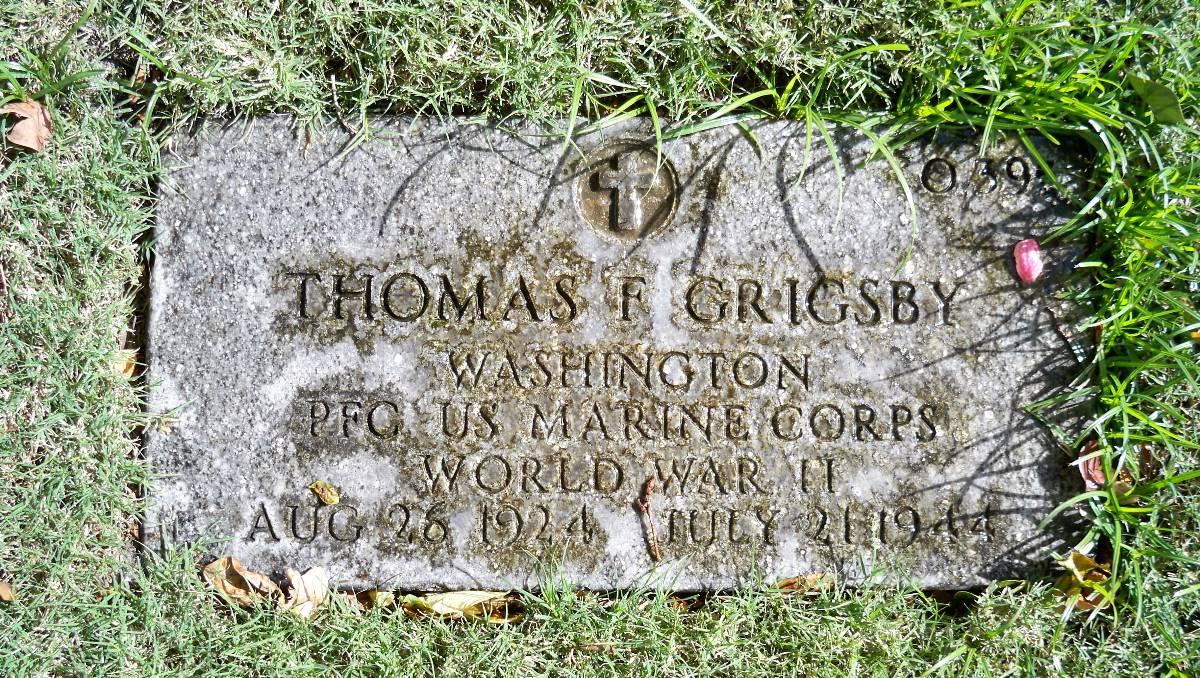 O 39
THOMAS F GRIGSBY
WASHINGTON
PFC US MARINE CORPS
WORLD WAR II
AUG 26 1924 JULY 21 1944